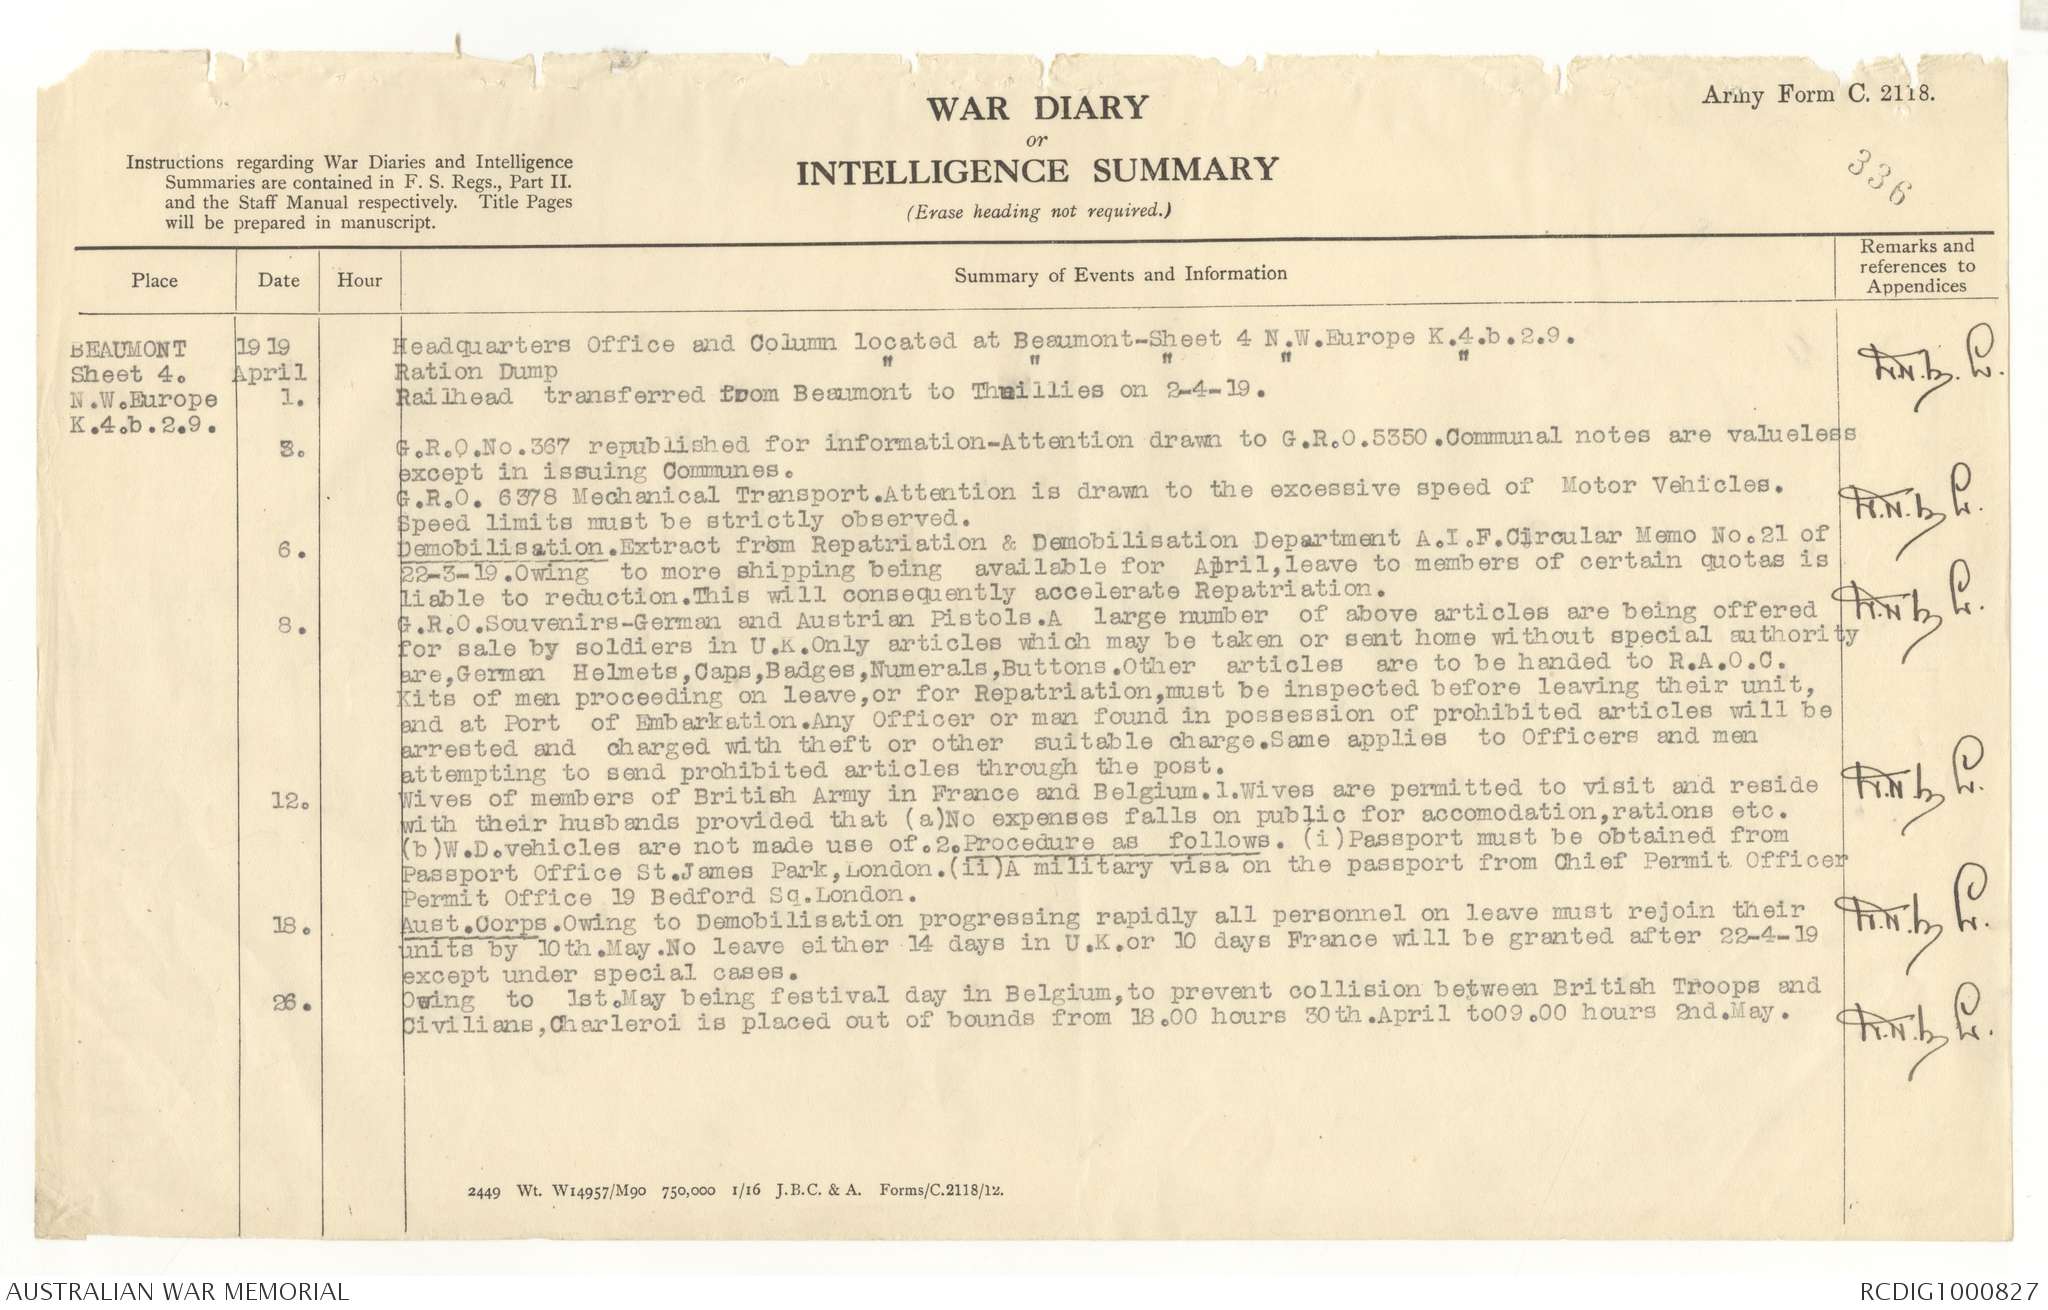 Army Form C. 2118.
WAR DIARY
or
INTELLIGENCE SUMMARY
(Erase heading not required.)
336
Instructions regarding War Diaries and Intelligence
Summaries are contained in F. S. Regs., Part II.
and the Staff Manual respectively. Title Pages
will be prepared in manuscript.
Place Date Hour Summary of Events and Information Remarks and references to Appendices
BEAUMONT 1919 Headquarters Office and Column located at Beaumont-Sheet 4 N.W.Europe K.4.b.2.9.
Sheet 4. April Ration Dump " " " " "
N.W.Europe 1. Railhead transferred from Beaumont to Thuillies on 2-4-19.
K.4.b.2.9.
3. G.R.O.No.367 republished for information-Attention drawn to G.R.O.5350.Communal notes are valueless
except in issuing Communes.
G.R.O. 6378 Mechanical Transport.Attention is drawn to the excessive speed of Motor Vehicles.
Speed limits must be strictly observed.
6. Demobilisation.Extract from Repatriation & Demobilisation Department A.I.F.Circular Memo No.21 of
22-3-19.Owing to more shipping being available for April,leave to members of certain quotas is
liable to reduction.This will consequently accelerate Repatriation.
8. G.R.O.Souvenirs-German and Austrian Pistols.A large number of above articles are being offered
for sale by soldiers in U.K.Only articles which may be taken or sent home without special authority
are,German Helmets,Caps,Badges,Numerals,Buttons.Other articles are to be handed to R.A.O.C.
Kits of men proceeding on leave,or for Repatriation,must be inspected before leaving their unit,
and at Port of Embarkation.Any Officer or man found in possession of prohibited articles will be
arrested and charged with theft or other suitable charge.Same applies to Officers and men
attempting to send prohibited articles through the post.
12. Wives of members of British Army in France and Belgium.1.Wives are permitted to visit and reside
with their husbands provided that (a)No expenses falls on public for accomodation,rations etc.
(b)W.D.vehicles are not made use of.2.Procedure as follows. (i)Passport must be obtained from
Passport Office St.James Park,London.(ii)A military visa on the passport from Chief Permit Officer
Permit Office 19 Bedford Sq.London.
18. Aust.Corps.Owing to Demobilisation progressing rapidly all personnel on leave must rejoin their
units by 10th.May.No leave either 14 days in U.K.or 10 days France will be granted after 22-4-19
except under special cases.
26. Owing to 1st.May being festival day in Belgium,to prevent collision between British Troops and
Civilians,Charleroi is placed out of bounds from 18.00 hours 30th.April to09.00 hours 2nd.May.
2449 Wt. W14957/M90 750,000 1/16 J.B.C. & A. Forms/C.2118/12.
AUSTRALIAN WAR MEMORIAL
RCDIG1000827